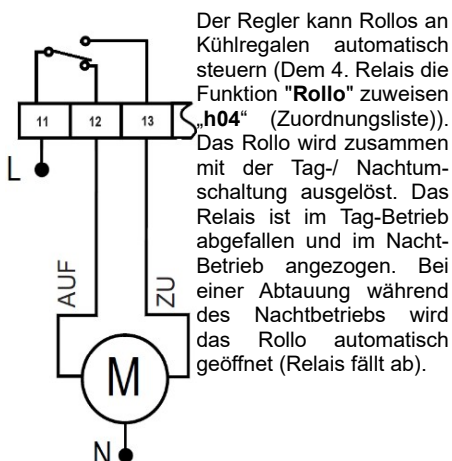 Der Regler kann Rollos an
Kühlregalen automatisch
steuern (Dem 4. Relais die
Funktion "Rollo" zuweisen
„h04“ (Zuordnungsliste)).
Das Rollo wird zusammen
mit der Tag-/ Nachtum-
schaltung ausgelöst. Das
Relais ist im Tag-Betrieb
abgefallen und im Nacht-
Betrieb angezogen. Bei
einer Abtauung während
des Nachtbetriebs wird
das Rollo automatisch
geöffnet (Relais fällt ab).
11 12 13
L
AUF
ZU
M
N